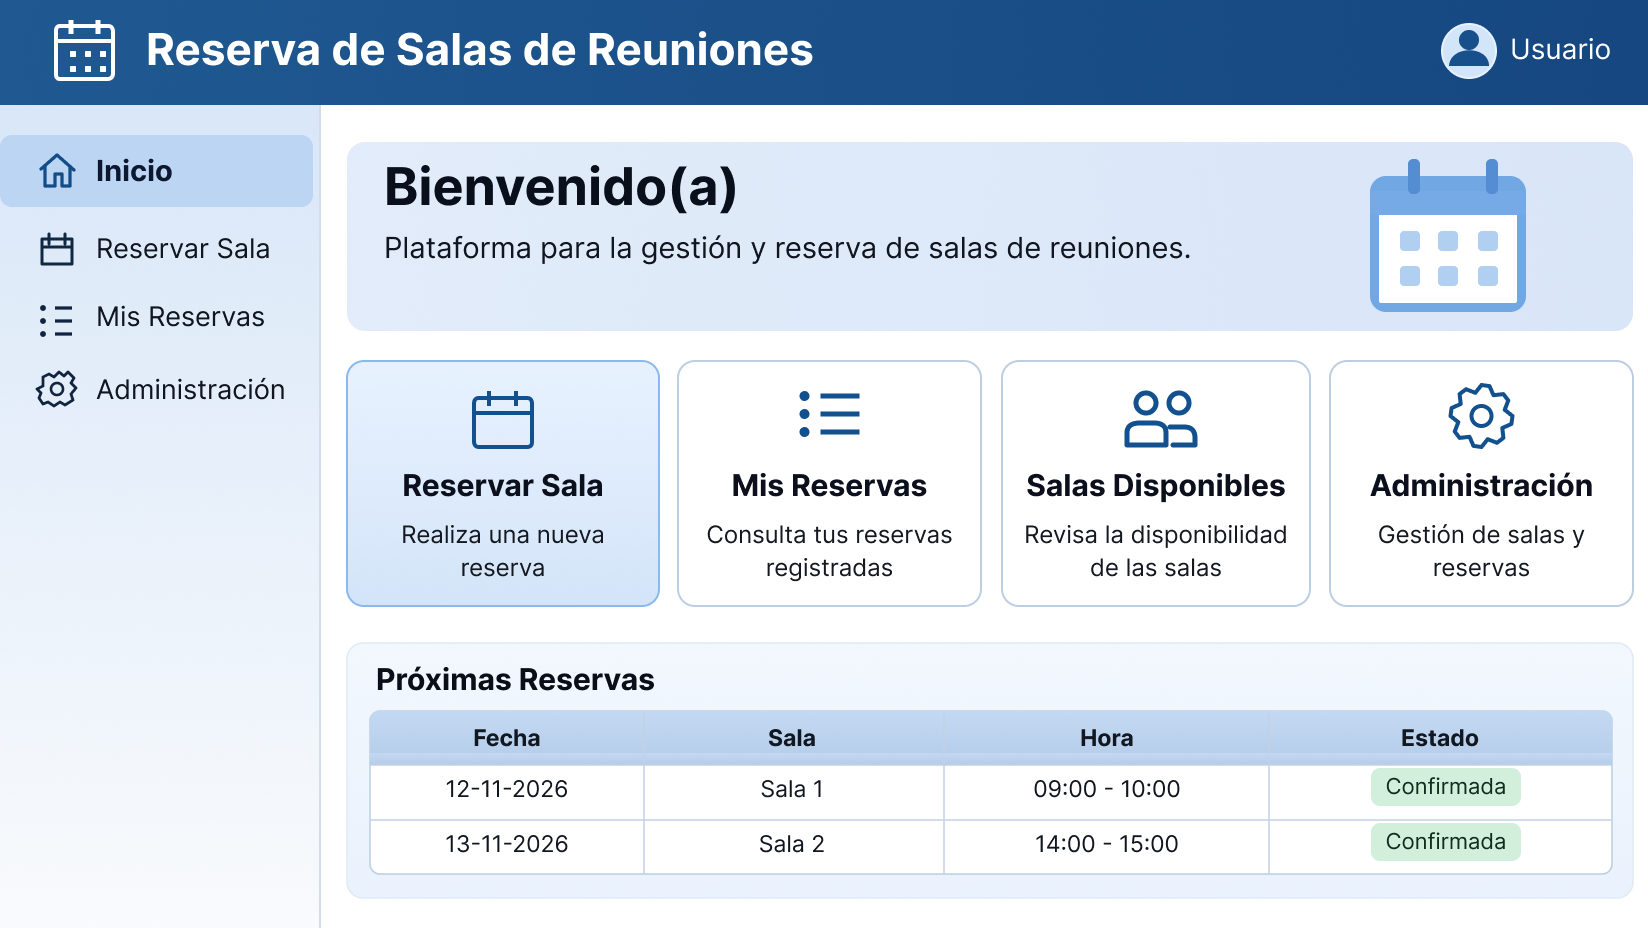 Reserva de Salas de Reuniones
Usuario
Inicio
Reservar Sala
Mis Reservas
Administración
Bienvenido(a)
Plataforma para la gestión y reserva de salas de reuniones.
Reservar Sala
Realiza una nueva
reserva
Mis Reservas
Consulta tus reservas
registradas
Salas Disponibles
Revisa la disponibilidad
de las salas
Administración
Gestión de salas y
reservas
Próximas Reservas
Fecha Sala Hora Estado
12-11-2026 Sala 1 09:00 - 10:00 Confirmada
13-11-2026 Sala 2 14:00 - 15:00 Confirmada